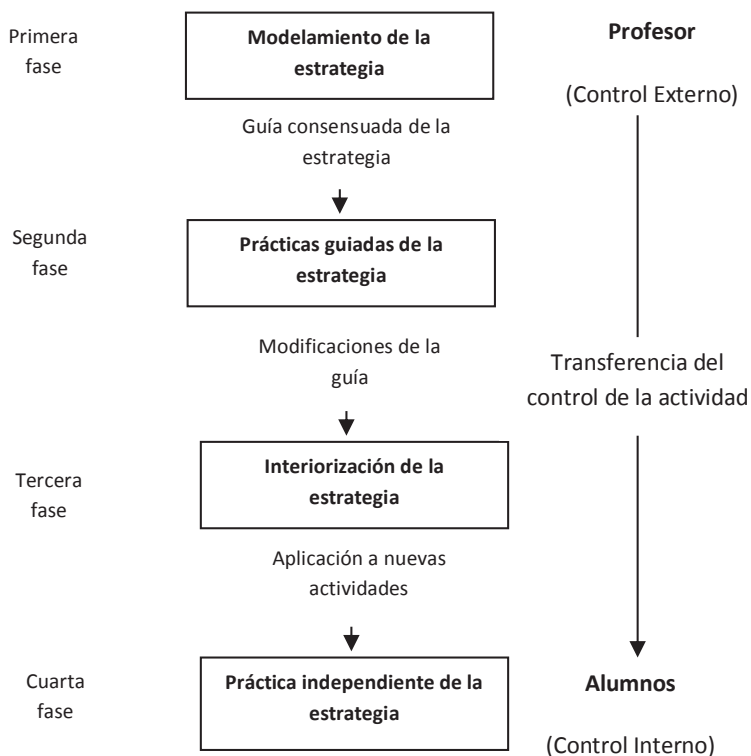 Primera
fase
Modelamiento de la
estrategia
Profesor
(Control Externo)
Guía consensuada de la
estrategia
Segunda
fase
Prácticas guiadas de la
estrategia
Modificaciones de la
guía
Transferencia del
control de la actividad
Tercera
fase
Interiorización de la
estrategia
Aplicación a nuevas
actividades
Cuarta
fase
Práctica independiente de la
estrategia
Alumnos
(Control Interno)